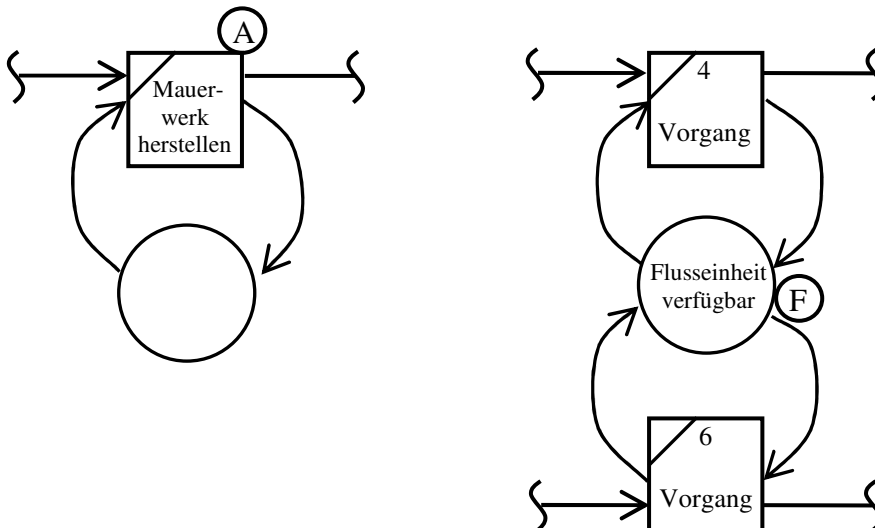 A
Mauer-
werk
herstellen
4
Vorgang
Flusseinheit
verfügbar
F
6
Vorgang